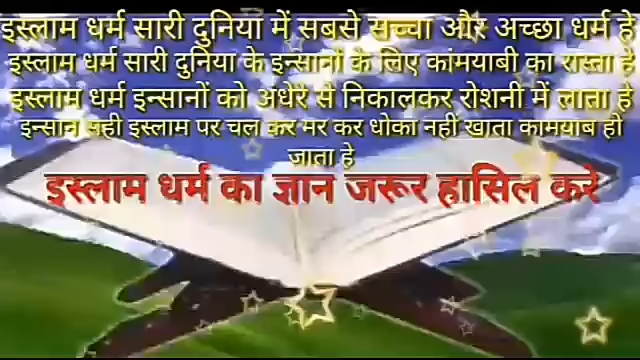 इस्लाम धर्म सारी दुनिया में सबसे सच्चा और अच्छा धर्म हे
इस्लाम धर्म सारी दुनिया के इन्सानों के लिए कांमयाबी का रास्ता हे
इस्लाम धर्म इन्सानों को अंधेरे से निकालकर रोशनी में लाता हे
इन्सान सही इस्लाम पर चल कर मर कर धोका नहीं खाता कामयाब हो
जाता हे
इस्लाम धर्म का ज्ञान जरूर हासिल करे